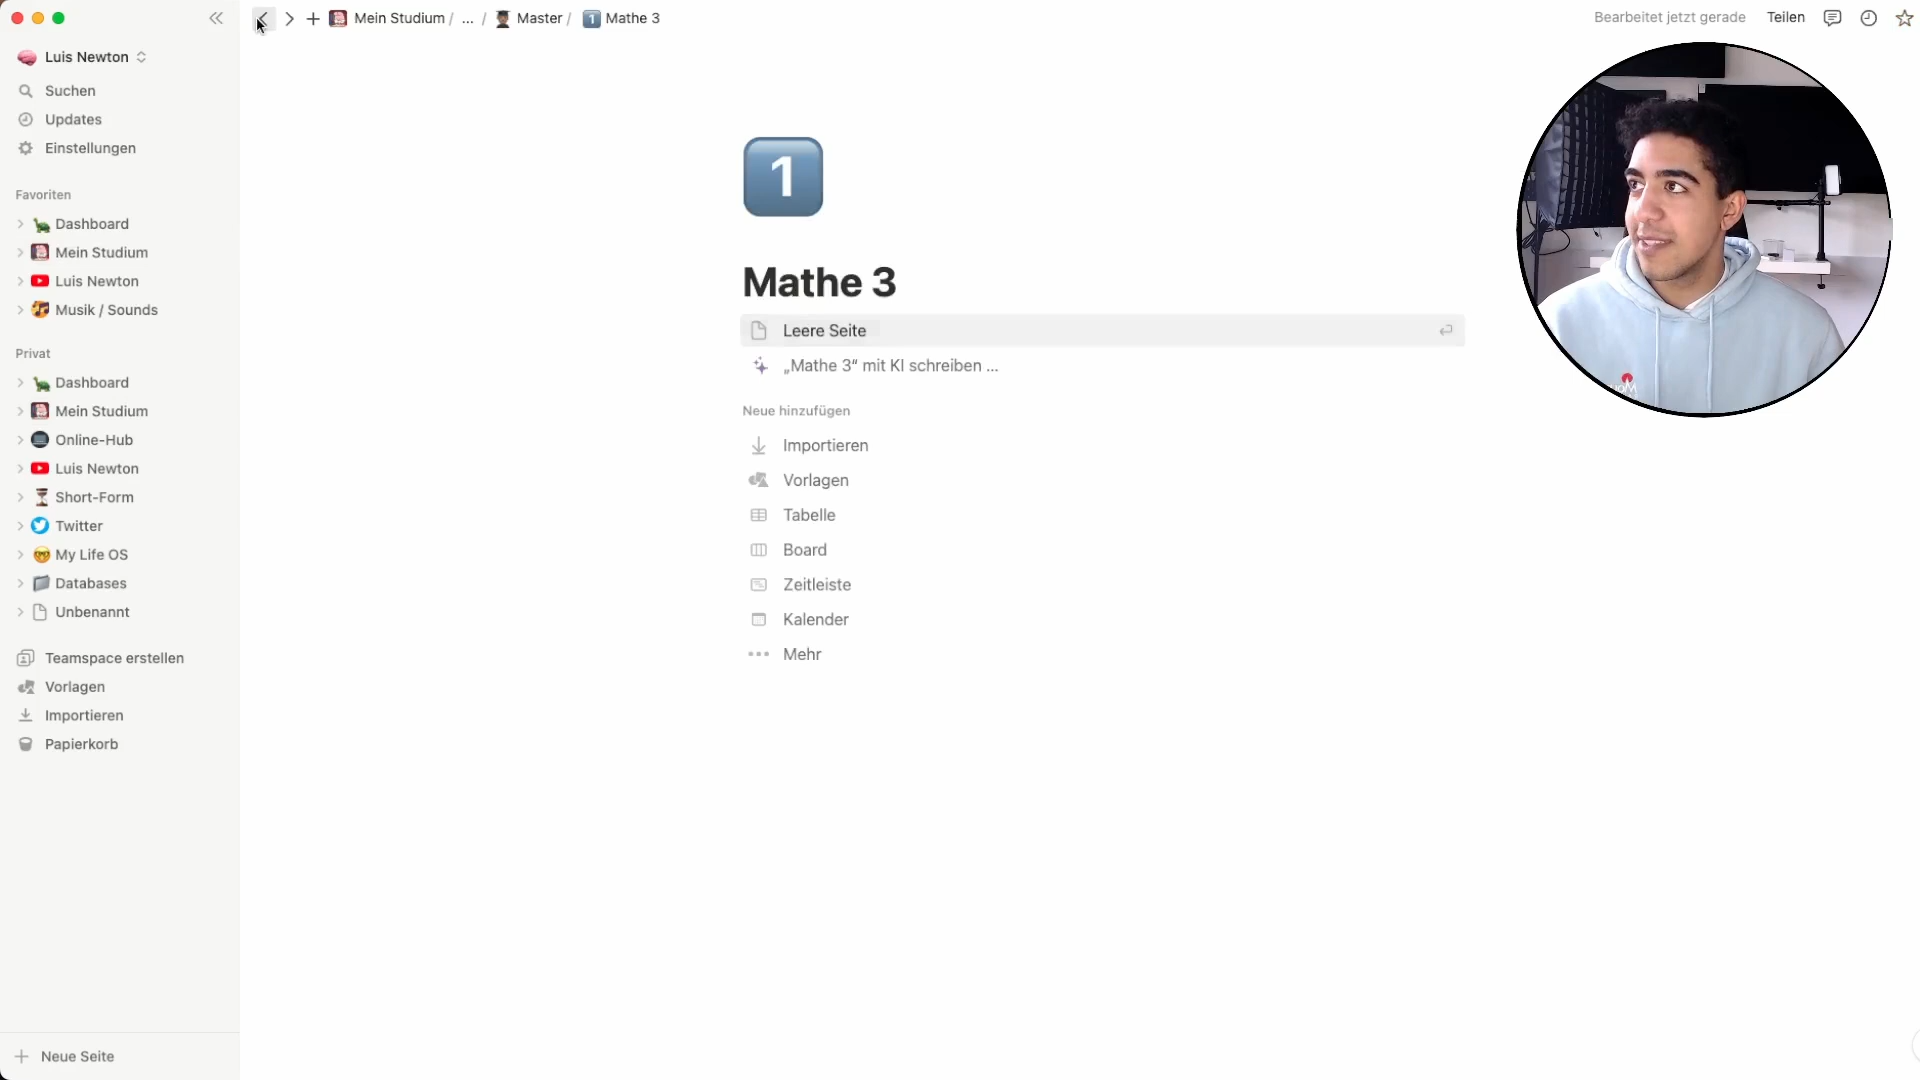 Mein Studium / ... / Master / 1 Mathe 3
Bearbeitet jetzt gerade Teilen
Luis Newton
Suchen
Updates
Einstellungen
Favoriten
Dashboard
Mein Studium
Luis Newton
Musik / Sounds
Privat
Dashboard
Mein Studium
Online-Hub
Luis Newton
Short-Form
Twitter
My Life OS
Databases
Unbenannt
Teamspace erstellen
Vorlagen
Importieren
Papierkorb
Neue Seite
1
Mathe 3
Leere Seite
„Mathe 3“ mit KI schreiben ...
Neue hinzufügen
Importieren
Vorlagen
Tabelle
Board
Zeitleiste
Kalender
Mehr